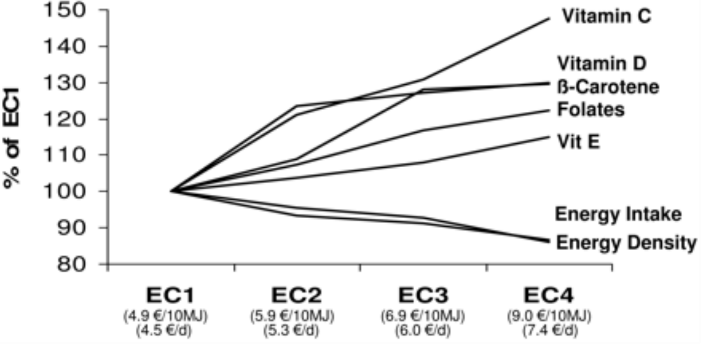 150
140
130
120
110
100
90
80
% of EC1
Vitamin C
Vitamin D
ß-Carotene
Folates
Vit E
Energy Intake
Energy Density
EC1 EC2 EC3 EC4
(4.9 €/10MJ) (5.9 €/10MJ) (6.9 €/10MJ) (9.0 €/10MJ)
(4.5 €/d) (5.3 €/d) (6.0 €/d) (7.4 €/d)